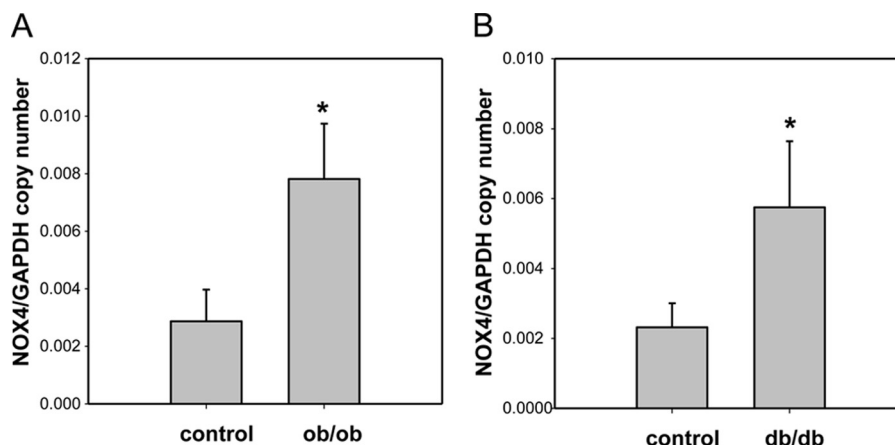 A
NOX4/GAPDH copy number
0.012
0.010
0.008
0.006
0.004
0.002
0.000
*
control ob/ob
B
NOX4/GAPDH copy number
0.010
0.008
0.006
0.004
0.002
0.0000
*
control db/db